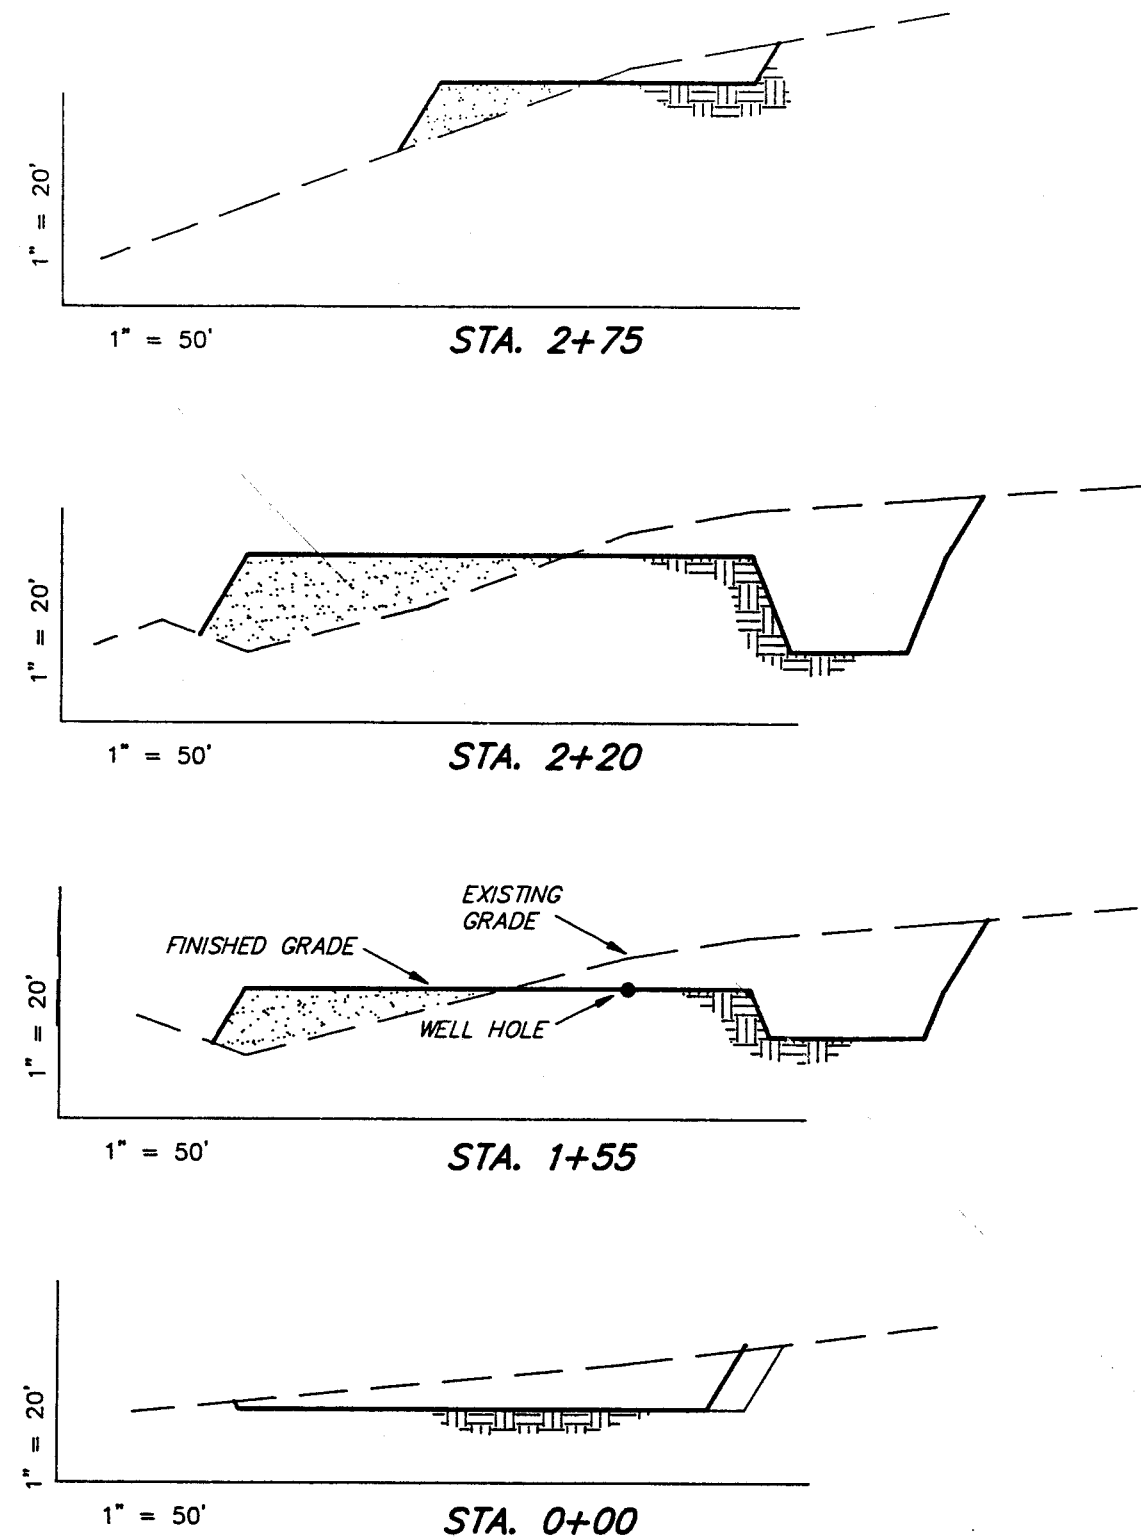 1" = 20'
1" = 50'
STA. 2+75
1" = 20'
1" = 50'
STA. 2+20
EXISTING
GRADE
FINISHED GRADE
WELL HOLE
1" = 20'
1" = 50'
STA. 1+55
1" = 20'
1" = 50'
STA. 0+00